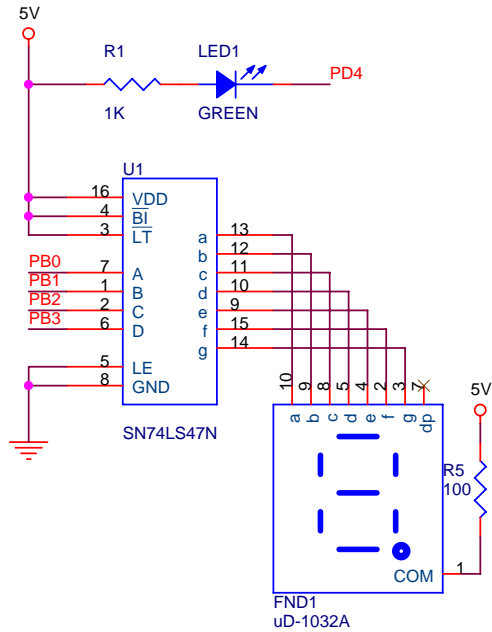 5V
R1
LED1
PD4
1K
GREEN
U1
16
VDD
4
BI
3
LT
PB0
7
A
PB1
1
B
PB2
2
C
PB3
6
D
5
LE
8
GND
a
13
b
12
c
11
d
10
e
9
f
15
g
14
SN74LS47N
10
9
8
5
4
2
3
7
a
b
c
d
e
f
g
dp
5V
R5
100
COM
1
FND1
uD-1032A